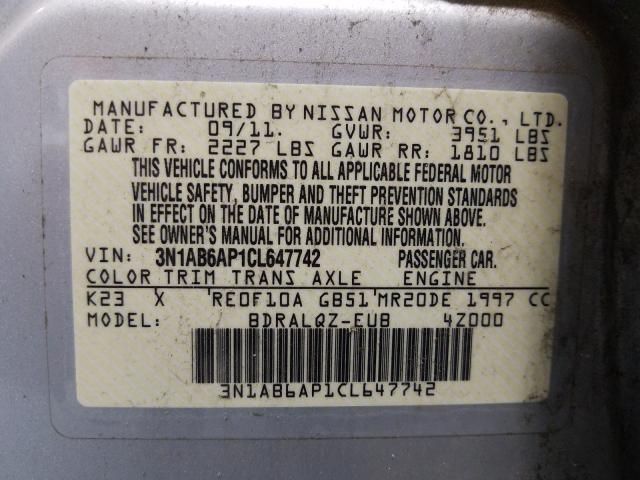 MANUFACTURED BY NISSAN MOTOR CO., LTD.
DATE: 09/11. GVWR: 3951 LBS
GAWR FR: 2227 LBS GAWR RR: 1810 LBS
THIS VEHICLE CONFORMS TO ALL APPLICABLE FEDERAL MOTOR
VEHICLE SAFETY, BUMPER AND THEFT PREVENTION STANDARDS
IN EFFECT ON THE DATE OF MANUFACTURE SHOWN ABOVE.
SEE OWNER'S MANUAL FOR ADDITIONAL INFORMATION.
VIN: 3N1AB6AP1CL647742 PASSENGER CAR.
COLOR TRIM TRANS AXLE ENGINE
K23 X RE0F10A GB51 MR20DE 1997 CC
MODEL: BDRALQZ-EUB 4Z000
3N1AB6AP1CL647742